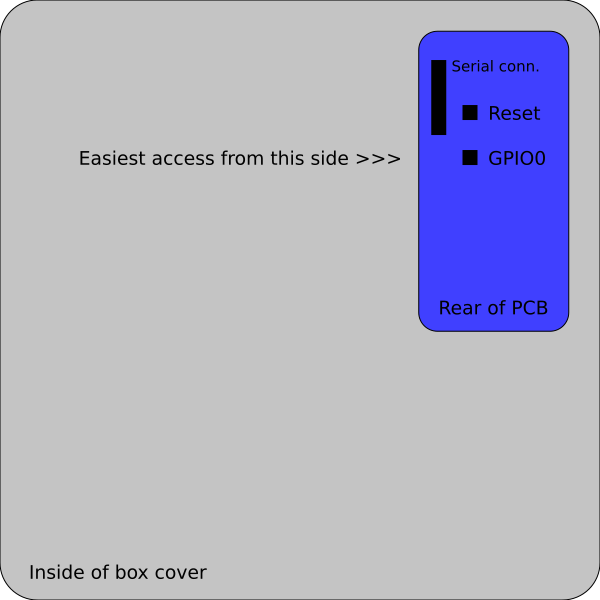 Serial conn.
Reset
Easiest access from this side >>>
GPIO0
Rear of PCB
Inside of box cover